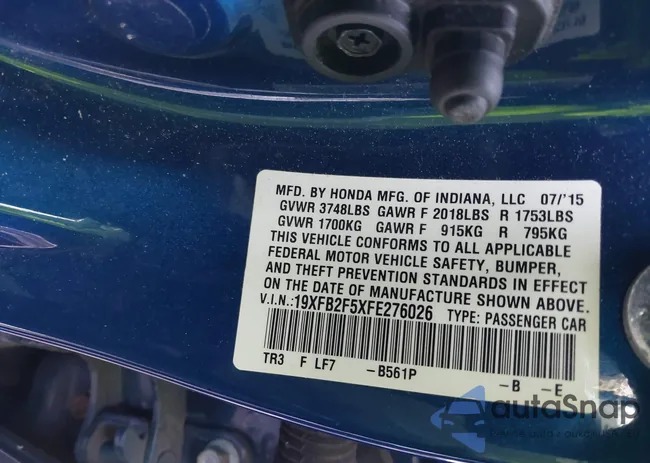 MFD. BY HONDA MFG. OF INDIANA, LLC 07/'15
GVWR 3748LBS GAWR F 2018LBS R 1753LBS
GVWR 1700KG GAWR F 915KG R 795KG
THIS VEHICLE CONFORMS TO ALL APPLICABLE
FEDERAL MOTOR VEHICLE SAFETY, BUMPER,
AND THEFT PREVENTION STANDARDS IN EFFECT
ON THE DATE OF MANUFACTURE SHOWN ABOVE.
V.I.N.:19XFB2F5XFE276026 TYPE: PASSENGER CAR
TR3 F LF7 -B561P -B -E
autaSnap